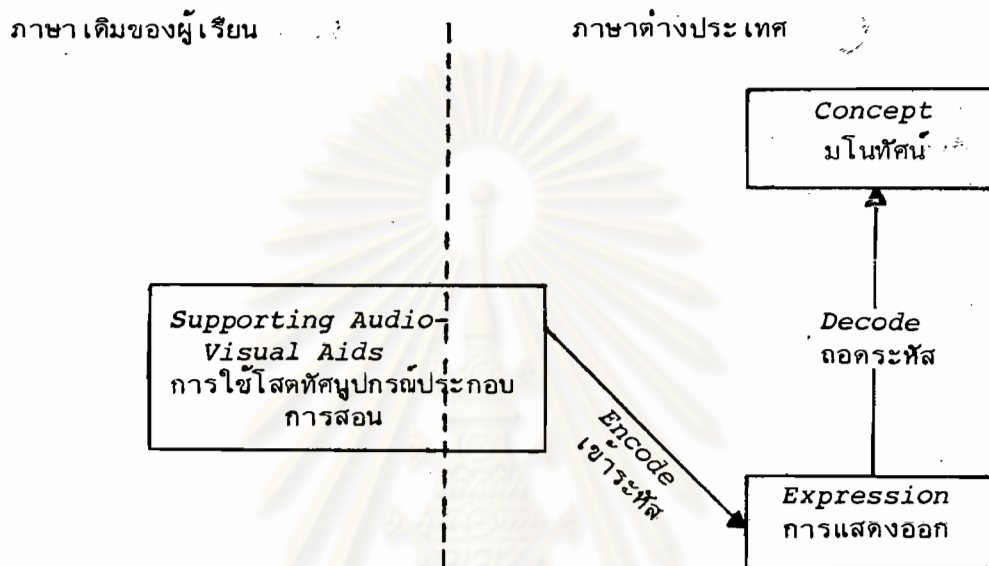 ภาษาเดิมของผู้เรียน
ภาษาต่างประเทศ
Concept
มโนทัศน์
Supporting Audio-
Visual Aids
การใช้โสตทัศนูปกรณ์ประกอบ
การสอน
Decode
ถอดระหัส
Encode
เข้าระหัส
Expression
การแสดงออก